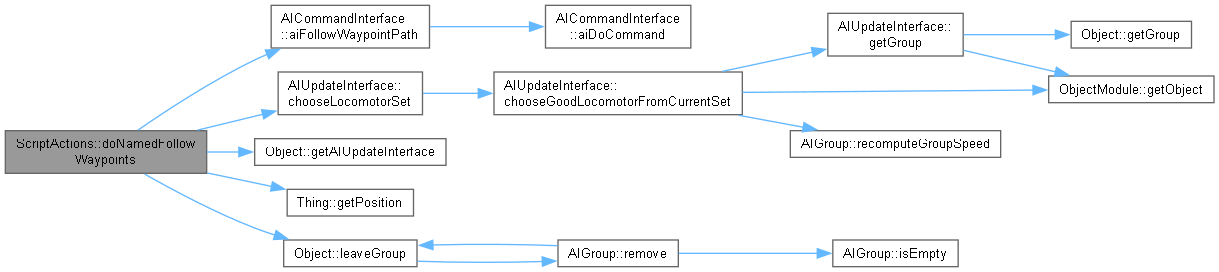 ScriptActions::doNamedFollow
Waypoints
AICommandInterface
::aiFollowWaypointPath
AICommandInterface
::aiDoCommand
AIUpdateInterface::
chooseLocomotorSet
AIUpdateInterface::
chooseGoodLocomotorFromCurrentSet
AIUpdateInterface::
getGroup
Object::getGroup
ObjectModule::getObject
AIGroup::recomputeGroupSpeed
Object::getAIUpdateInterface
Thing::getPosition
Object::leaveGroup
AIGroup::remove
AIGroup::isEmpty